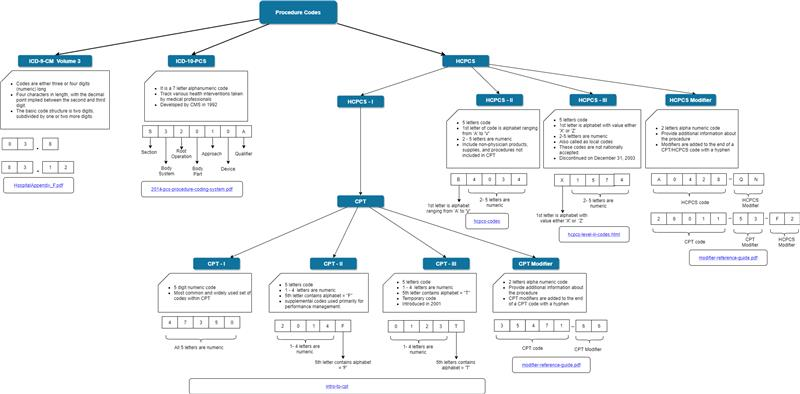 Procedure Codes
ICD-9-CM Volume 3
Codes are either three or four digits
(numeric) long
Four characters in length, with the decimal
point implied between the second and third
digit.
The basic code structure is two digits,
subdivided by one or two more digits.
0 3 . 8
8 3 . 1 2
HospitalAppendix_F.pdf
ICD-10-PCS
It is a 7 letter alphanumeric code
Track various health interventions taken
by medical professionals
Developed by CMS in 1992
S 3 2 0 1 0 A
Section
Body
System
Root
Operation
Body
Part
Approach
Device
Qualifier
2014-pcs-procedure-coding-system.pdf
HCPCS
HCPCS - I
HCPCS - II
5 letters code
1st letter of code is alphabet ranging
from 'A' to 'V'
2 - 5 letters are numeric
Include non-physician products,
supplies, and procedures not
included in CPT
B 4 0 3 4
2- 5 letters are
numeric
1st letter is alphabet
ranging from 'A' to 'V'
hcpcs-codes
HCPCS - III
5 letters code
1st letter is alphabet with value either
'X' or 'Z'
2-5 letters are numeric
Also called as local codes
These codes are not nationally
accepted.
Discontinued on December 31, 2003
X 1 5 7 4
2- 5 letters are
numeric
1st letter is alphabet with
value either 'X' or 'Z'
hcpcs-level-iii-codes.html
HCPCS Modifier
2 letters alpha numeric code
Provide additional information about
the procedure
Modifiers are added to the end of a
CPT/HCPCS code with a hyphen
A 0 4 2 8 - Q N
HCPCS code
HCPCS
Modifier
2 8 0 1 1 - 5 3 - F 2
CPT code
CPT
Modifier
HCPCS
Modifier
modifier-reference-guide.pdf
CPT
CPT - I
5 digit numeric code
Most common and widely used set of
codes within CPT
4 7 3 5 0
All 5 letters are numeric
CPT - II
5 letters code
1 - 4 letters are numeric
5th letter contains alphabet = "F"
supplemental codes used primarily for
performance management.
2 0 1 4 F
1- 4 letters are
numeric
5th letter contains alphabet
= 'F'
CPT - III
5 letters code
1 - 4 letters are numeric
5th letter contains alphabet = "T"
Temporary code
Introduced in 2001
0 1 2 3 T
1- 4 letters are
numeric
5th letter contains
alphabet = 'T'
CPT Modifier
2 letters alpha numeric code
Provide additional information about
the procedure
CPT modifiers are added to the end
of a CPT code with a hyphen
3 5 4 7 1 - 6 6
CPT code
CPT Modifier
modifier-reference-guide.pdf
intro-to-cpt